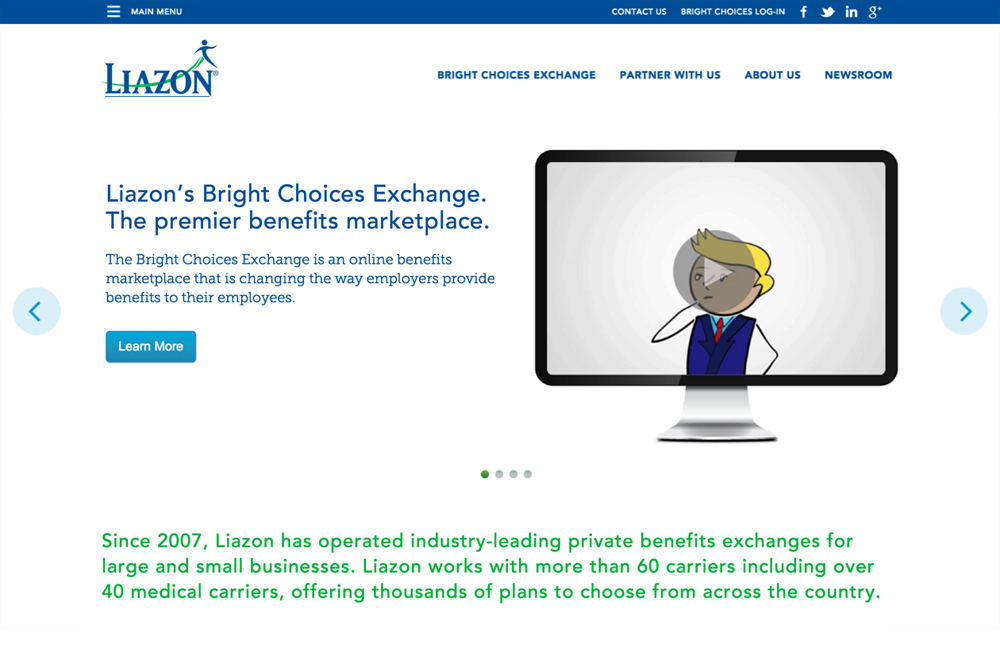 MAIN MENU
CONTACT US
BRIGHT CHOICES LOG-IN
LIAZON®
BRIGHT CHOICES EXCHANGE
PARTNER WITH US
ABOUT US
NEWSROOM
Liazon’s Bright Choices Exchange.
The premier benefits marketplace.
The Bright Choices Exchange is an online benefits
marketplace that is changing the way employers provide
benefits to their employees.
Learn More
Since 2007, Liazon has operated industry-leading private benefits exchanges for
large and small businesses. Liazon works with more than 60 carriers including over
40 medical carriers, offering thousands of plans to choose from across the country.